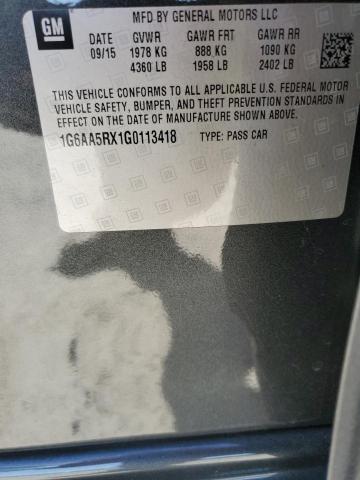 GM
MFD BY GENERAL MOTORS LLC
DATE GVWR GAWR FRT GAWR RR
09/15 1978 KG 888 KG 1090 KG
4360 LB 1958 LB 2402 LB
THIS VEHICLE CONFORMS TO ALL APPLICABLE U.S. FEDERAL MOTOR
VEHICLE SAFETY, BUMPER, AND THEFT PREVENTION STANDARDS IN
EFFECT ON THE DATE OF MANUFACTURE SHOWN ABOVE.
1G6AA5RX1G0113418 TYPE: PASS CAR